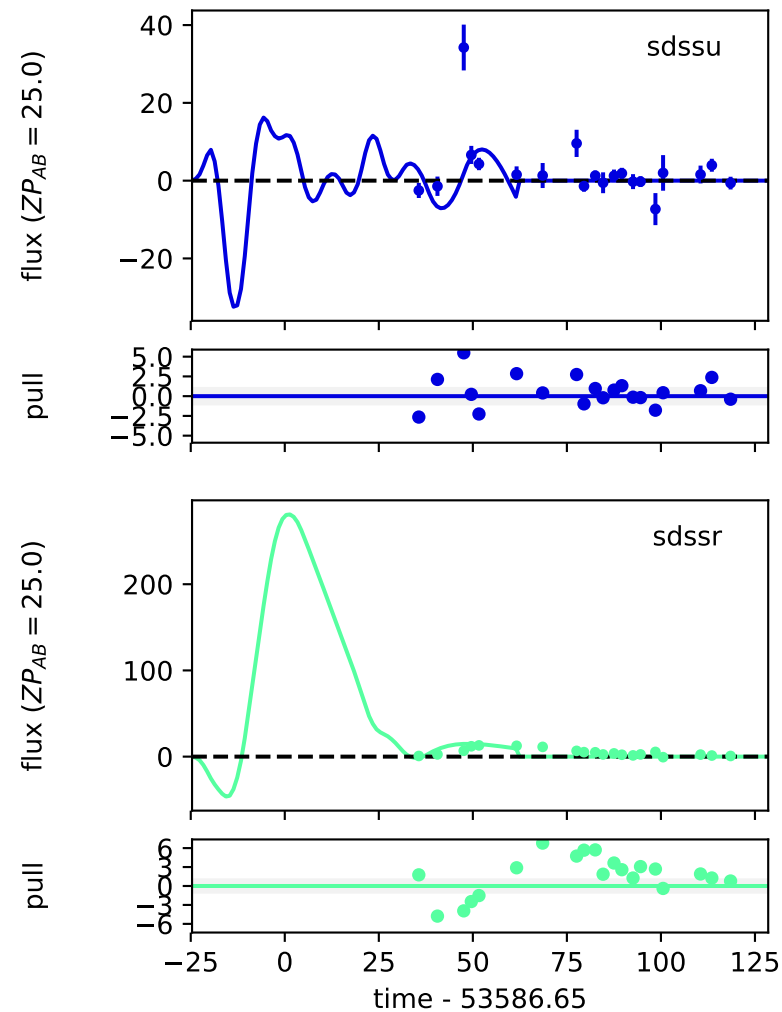 sdssu
flux (ZP_AB = 25.0)
40
20
0
−20
pull
5.0
2.5
0.0
−2.5
−5.0
sdssr
flux (ZP_AB = 25.0)
200
100
0
pull
6
3
0
−3
−6
−25 0 25 50 75 100 125
time - 53586.65